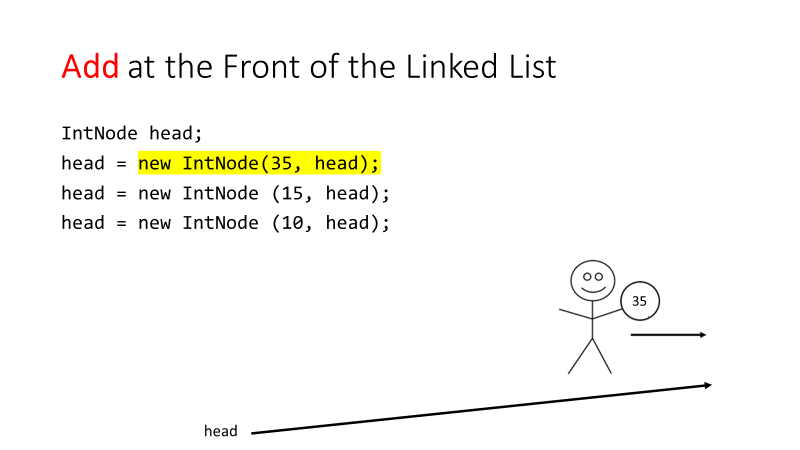 Add at the Front of the Linked List
IntNode head;
head = new IntNode(35, head);
head = new IntNode (15, head);
head = new IntNode (10, head);
35
head